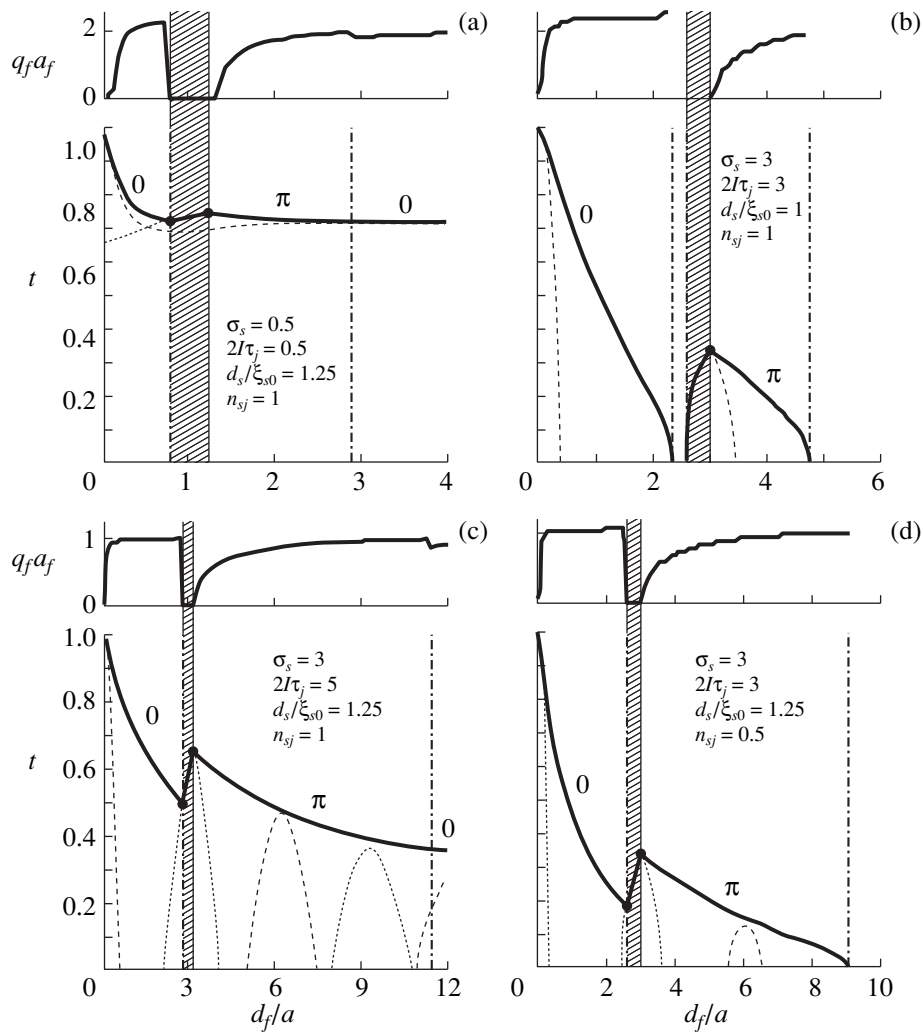 (a)
q_f a_f
2
0
1.0
0.8
0.6
0.4
0.2
t
0
π
0
σ_s = 0.5
2Iτ_j = 0.5
d_s/ξ_s0 = 1.25
n_sj = 1
0 1 2 3 4
(b)
0
π
σ_s = 3
2Iτ_j = 3
d_s/ξ_s0 = 1
n_sj = 1
0 2 4 6
(c)
q_f a_f
1
0
1.0
0.8
0.6
0.4
0.2
t
0
π
0
σ_s = 3
2Iτ_j = 5
d_s/ξ_s0 = 1.25
n_sj = 1
0 3 6 9 12
d_f/a
(d)
0
π
σ_s = 3
2Iτ_j = 3
d_s/ξ_s0 = 1.25
n_sj = 0.5
0 2 4 6 8 10
d_f/a